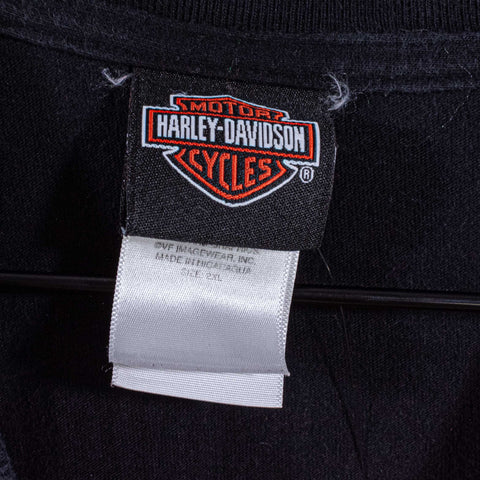 MOTOR
HARLEY-DAVIDSON
CYCLES
®
©VF IMAGEWEAR, INC.
MADE IN NICARAGUA
SIZE: 2XL